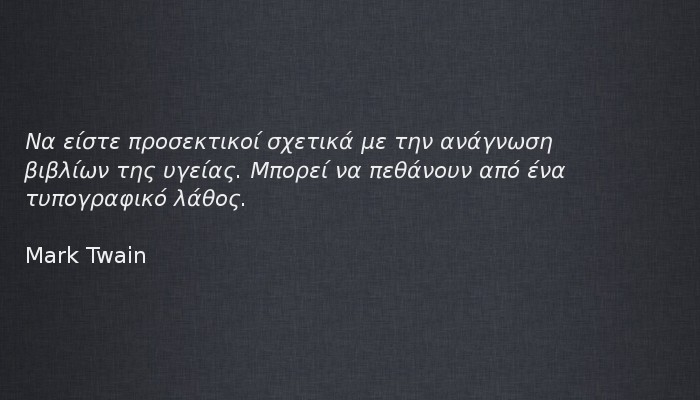 Να είστε προσεκτικοί σχετικά με την ανάγνωση
βιβλίων της υγείας. Μπορεί να πεθάνουν από ένα
τυπογραφικό λάθος.
Mark Twain